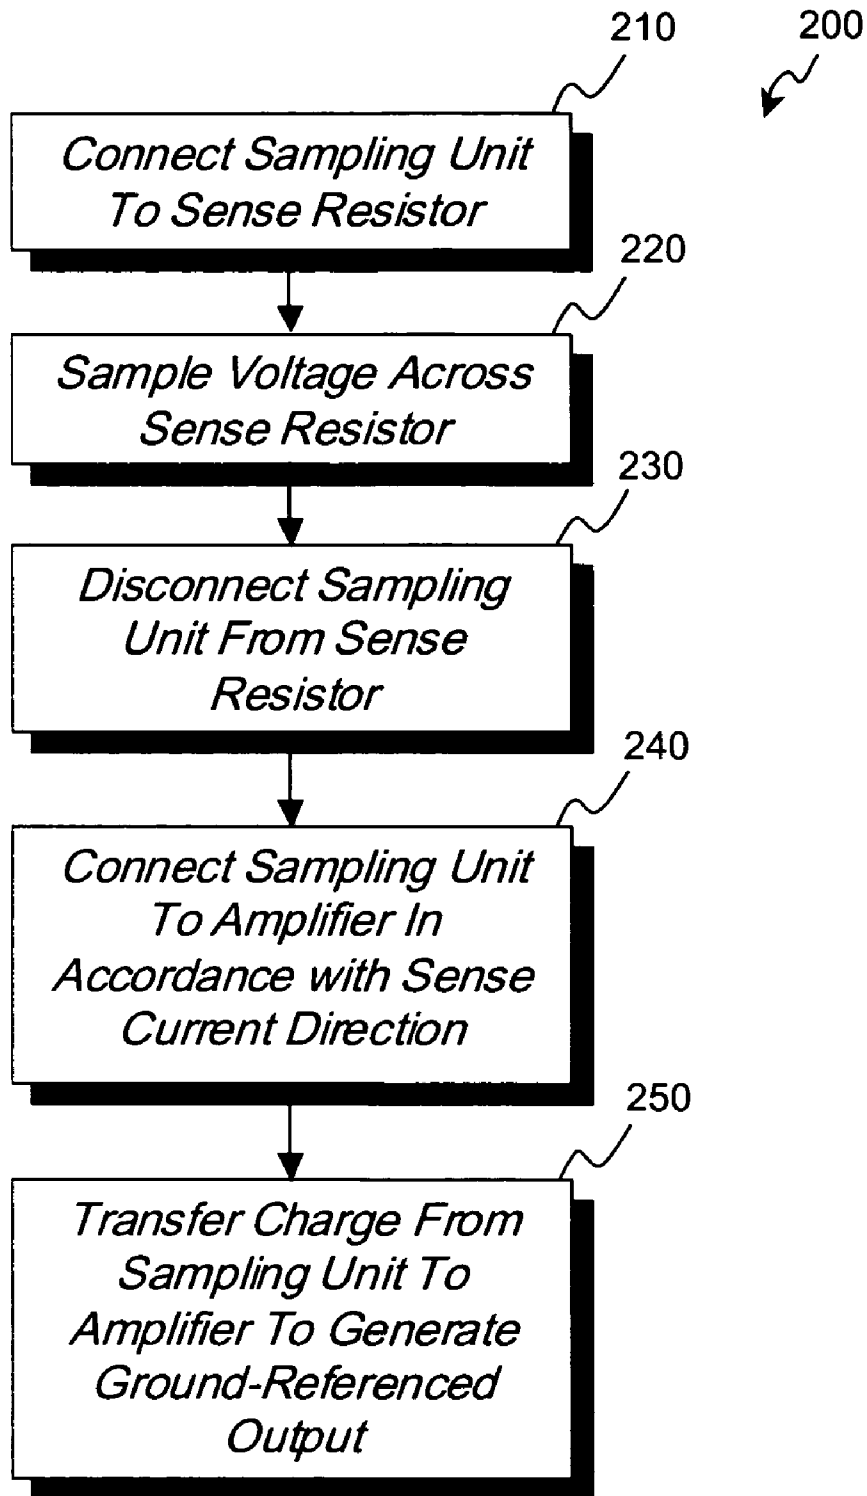 210
200
Connect Sampling Unit
To Sense Resistor
220
Sample Voltage Across
Sense Resistor
230
Disconnect Sampling
Unit From Sense
Resistor
240
Connect Sampling Unit
To Amplifier In
Accordance with Sense
Current Direction
250
Transfer Charge From
Sampling Unit To
Amplifier To Generate
Ground-Referenced
Output